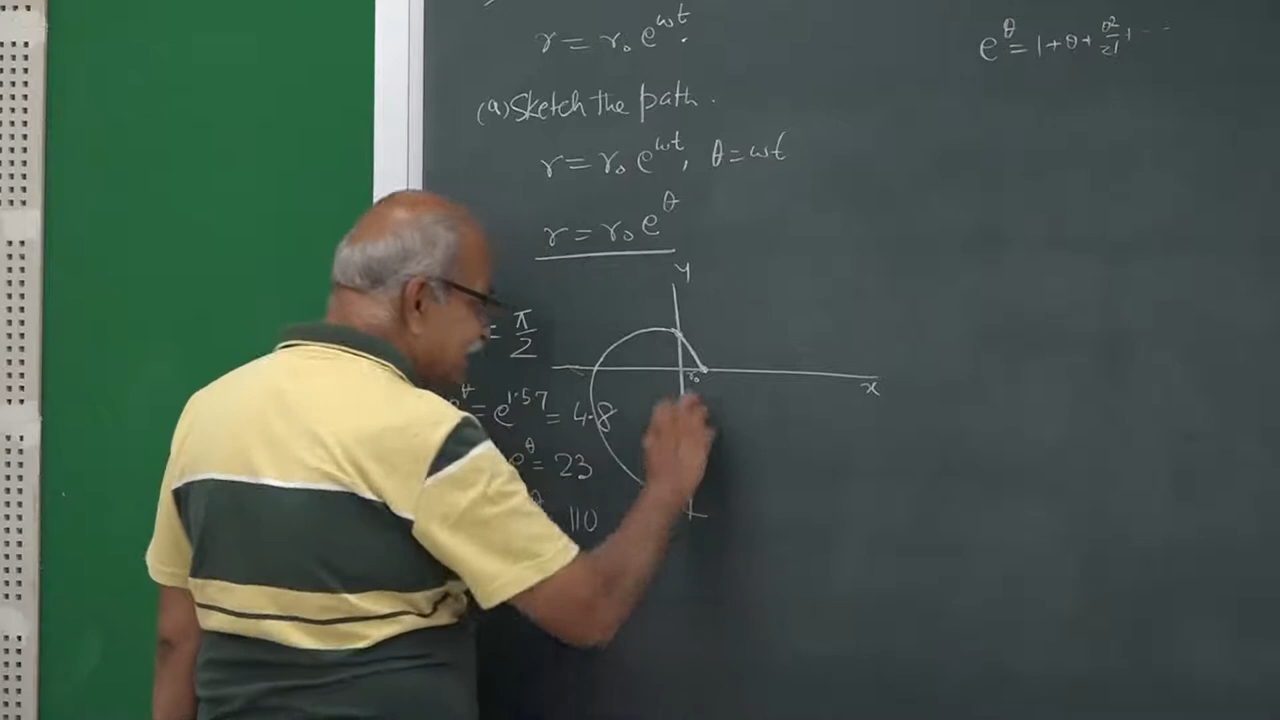 r = r₀ e^{ωt}.
e^θ = 1 + θ + θ²/2! + ...
(a) Sketch the path.
r = r₀ e^{ωt}, θ = ωt
r = r₀ e^θ
y
= π/2
r₀
x
= e^{1.57} = 4.8
e^θ = 23
110